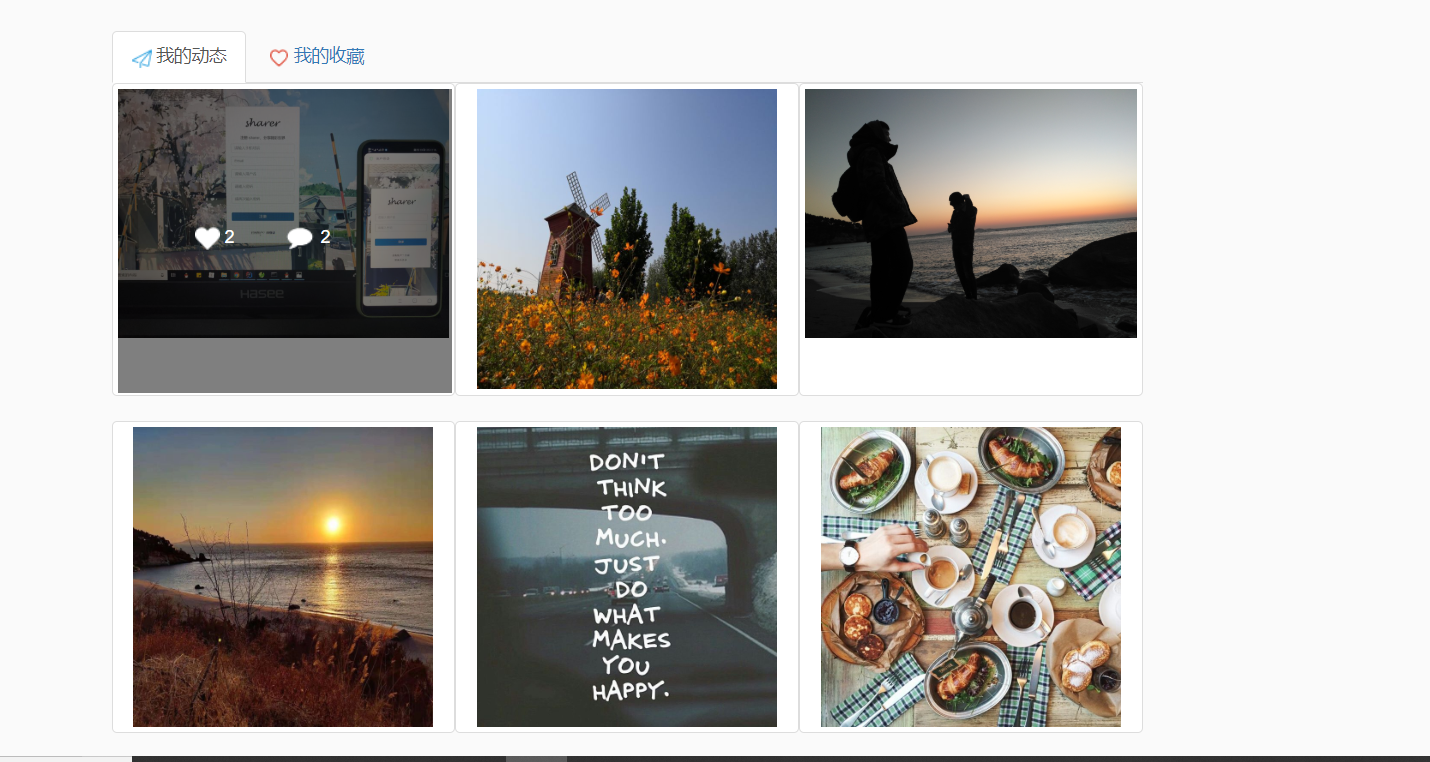 我的动态
我的收藏
sharer
sharer
2
2
Hasee
DON'T
THINK
TOO
MUCH.
JUST
DO
WHAT
MAKES
YOU
HAPPY.